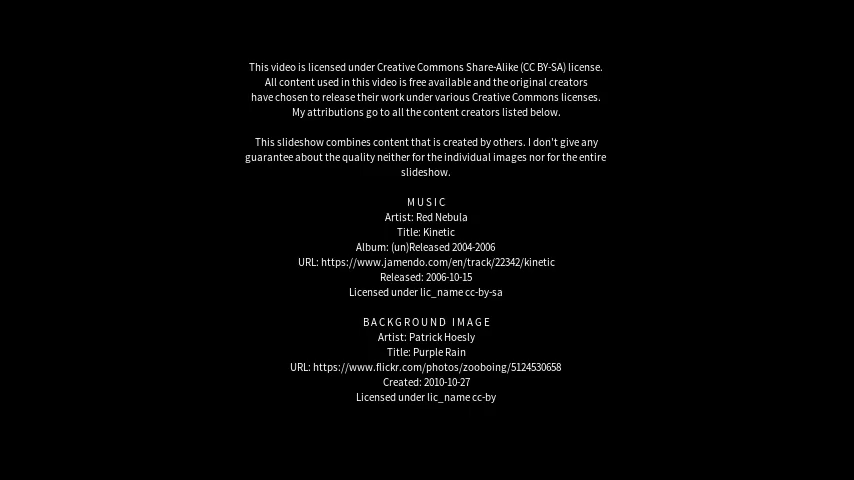 This video is licensed under Creative Commons Share-Alike (CC BY-SA) license.
All content used in this video is free available and the original creators
have chosen to release their work under various Creative Commons licenses.
My attributions go to all the content creators listed below.
This slideshow combines content that is created by others. I don't give any
guarantee about the quality neither for the individual images nor for the entire
slideshow.
MUSIC
Artist: Red Nebula
Title: Kinetic
Album: (un)Released 2004-2006
URL: https://www.jamendo.com/en/track/22342/kinetic
Released: 2006-10-15
Licensed under lic_name cc-by-sa
BACKGROUND IMAGE
Artist: Patrick Hoesly
Title: Purple Rain
URL: https://www.flickr.com/photos/zooboing/5124530658
Created: 2010-10-27
Licensed under lic_name cc-by